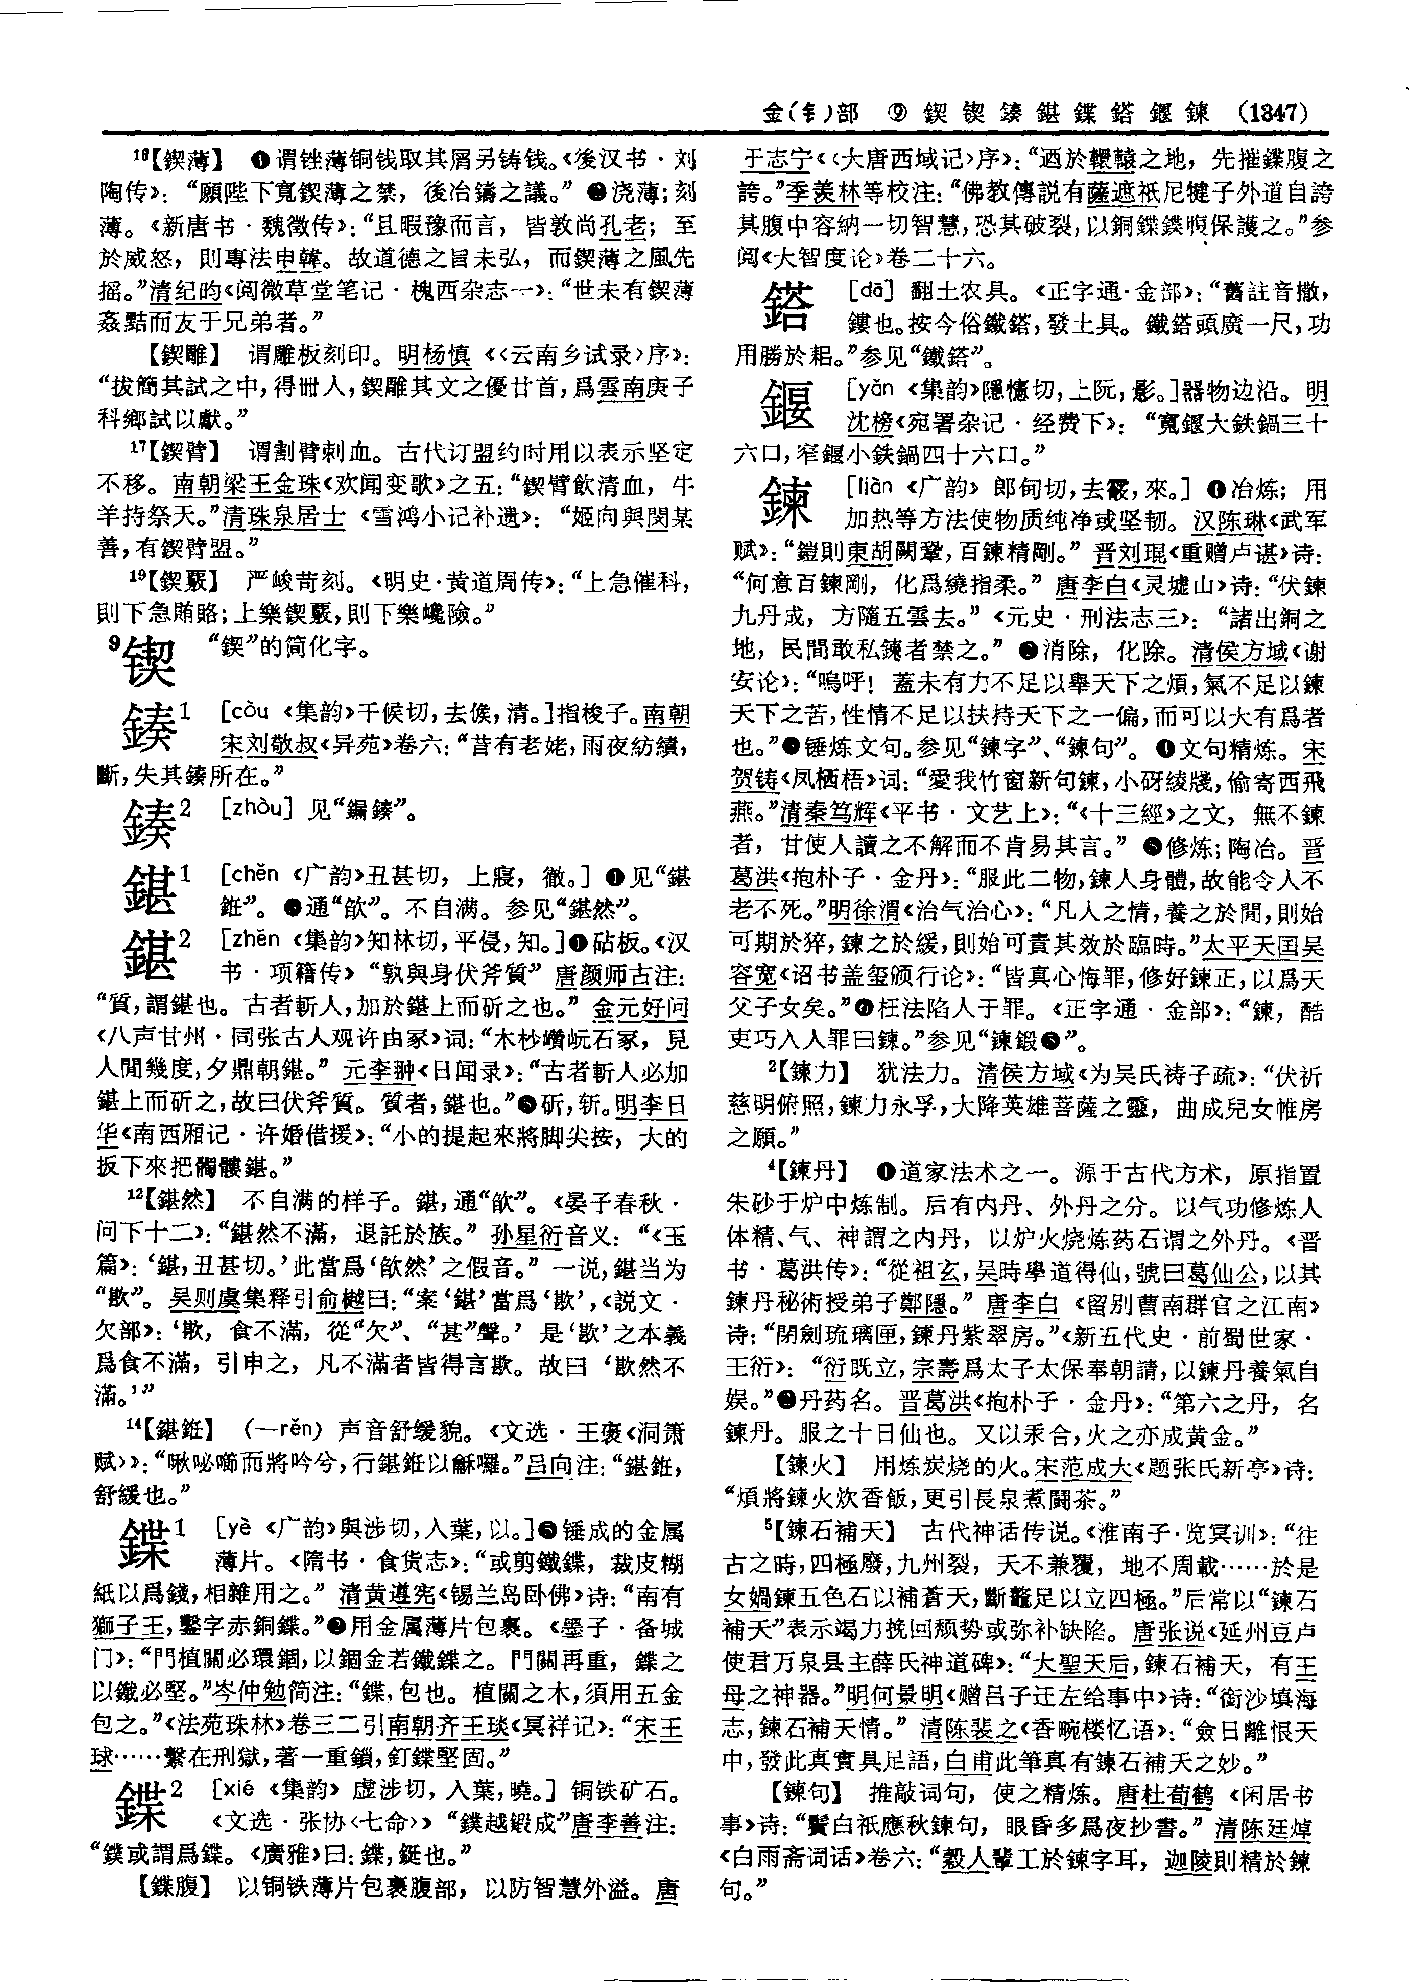 金(钅)部 ⑨ 鍥 锲 鍥 鍖 鍱 鎝 鍊 (1347)
16【鍥薄】 ❶谓锉薄铜钱取其屑另铸钱。《後汉书·刘
陶传》：“願陛下寬鍥薄之禁，後冶鑄之議。” ❷浇薄；刻
薄。《新唐书·魏徵传》：“且暇豫而言，皆敦尚孔老；至
於威怒，則專法申韓。故道德之旨未弘，而鍥薄之風先
摇。”清纪昀《阅微草堂笔记·槐西杂志一》：“世未有鍥薄
姦黠而友于兄弟者。”
【鍥雕】 谓雕板刻印。明杨慎《〈云南乡试录〉序》：
“拔簡其試之中，得卌人，鍥雕其文之優廿首，爲雲南庚子
科鄉試以獻。”
17【鍥臂】 谓割臂刺血。古代订盟约时用以表示坚定
不移。南朝梁王金珠《欢闻变歌》之五：“鍥臂飲清血，牛
羊持祭天。”清珠泉居士《雪鸿小记补遗》：“姬向與閔某
善，有鍥臂盟。”
19【鍥覈】 严峻苛刻。《明史·黄道周传》：“上急催科，
則下急賄賂；上樂鍥覈，則下樂巉險。”
9锲 “鍥”的简化字。
1 [còu 《集韵》千候切，去候，清。]指梭子。南朝
宋刘敬叔《异苑》卷六：“昔有老姥，雨夜紡績，
斷，失其鏃所在。”
2 [zhòu] 见“鏰”。
鍖1 [chěn 《广韵》丑甚切，上寑，徹。] ❶见“鍖
銋”。❷通“欿”。不自满。参见“鍖然”。
鍖2 [zhēn 《集韵》知林切，平侵，知。]❶砧板。《汉
书·项籍传》“孰與身伏斧質”唐颜师古注：
“質，謂鍖也。古者斬人，加於鍖上而斫之也。”金元好问
《八声甘州·同张古人观许由冢》词：“木杪巑岏石冢，見
人間幾度，夕鼎朝鍖。”元李翀《日闻录》：“古者斬人必加
鍖上而斫之，故曰伏斧質。質者，鍖也。”❷斫，斩。明李日
华《南西厢记·许婚借援》：“小的提起來將脚尖按，大的
扳下來把髑髏鍖。”
12【鍖然】 不自满的样子。鍖，通“欿”。《晏子春秋·
问下十二》：“鍖然不滿，退託於族。”孙星衍音义：“《玉
篇》：‘鍖，丑甚切。’此當爲‘欿然’之假音。”一说，鍖当为
“歁”。吴则虞集释引俞樾曰：“案‘鍖’當爲‘歁’，《説文·
欠部》：‘歁，食不滿，從“欠”、“甚”聲。’是‘歁’之本義
爲食不滿，引申之，凡不滿者皆得言歁。故曰‘歁然不
滿。’”
14【鍖銋】 （—rěn）声音舒缓貌。《文选·王褒〈洞箫
赋〉》：“啾咇㘉而將吟兮，行鍖銋以龢囉。”吕向注：“鍖銋，
舒緩也。”
鍱1 [yè 《广韵》與涉切，入葉，以。]❶锤成的金属
薄片。《隋书·食货志》：“或剪鐵鍱，裁皮糊
紙以爲錢，相雜用之。”清黄遵宪《锡兰岛卧佛》诗：“南有
獅子王，鑿字赤銅鍱。”❷用金属薄片包裹。《墨子·备城
门》：“門植關必環錮，以錮金若鐵鍱之。門關再重，鍱之
以鐵必堅。”岑仲勉简注：“鍱，包也。植關之木，須用五金
包之。”《法苑珠林》卷三二引南朝齐王琰《冥祥记》：“宋王
球……繫在刑獄，著一重鎖，釘鍱堅固。”
鍱2 [xié 《集韵》虚涉切，入葉，曉。] 铜铁矿石。
《文选·张协〈七命〉》“鏷越鍛成”唐李善注：
“鏷或謂爲鍱。《廣雅》曰：鍱，鋌也。”
【鍱腹】 以铜铁薄片包裹腹部，以防智慧外溢。唐
于志宁《〈大唐西域记〉序》：“迺於轘轅之地，先摧鍱腹之
誇。”季羡林等校注：“佛教傳説有薩遮祇尼犍子外道自誇
其腹中容納一切智慧，恐其破裂，以銅鍱鍱腹保護之。”参
阅《大智度论》卷二十六。
鎝 [dā] 翻土农具。《正字通·金部》：“舊註音撒，
鏤也。按今俗鐵鎝，發土具。鐵鎝頭廣一尺，功
用勝於耜。”参见“鐵鎝”。
[yǎn 《集韵》隱幰切，上阮，影。]器物边沿。明
沈榜《宛署杂记·经费下》：“寬鋋大鉄鍋三十
六口，窄小鉄鍋四十六口。”
鍊 [liàn 《广韵》郎甸切，去霰，來。] ❶冶炼；用
加热等方法使物质纯净或坚韧。汉陈琳《武军
赋》：“鎧則東胡闕鞏，百鍊精剛。”晋刘琨《重赠卢谌》诗：
“何意百鍊剛，化爲繞指柔。”唐李白《灵墟山》诗：“伏鍊
九丹成，方隨五雲去。”《元史·刑法志三》：“諸出銅之
地，民間敢私鍊者禁之。”❷消除，化除。清侯方域《谢
安论》：“嗚呼！蓋未有力不足以舉天下之煩，氣不足以鍊
天下之苦，性情不足以扶持天下之一偏，而可以大有爲者
也。”❸锤炼文句。参见“鍊字”、“鍊句”。❹文句精炼。宋
贺铸《凤栖梧》词：“愛我竹窗新句鍊，小砑綾牋，偷寄西飛
燕。”清秦笃辉《平书·文艺上》：“《十三經》之文，無不鍊
者，甘使人讀之不解而不肯易其言。”❺修炼；陶冶。晋
葛洪《抱朴子·金丹》：“服此二物，鍊人身體，故能令人不
老不死。”明徐渭《治气治心》：“凡人之情，養之於閒，則始
可期於猝，鍊之於緩，則始可責其效於臨時。”太平天囯吴
容宽《诏书盖玺颁行论》：“皆真心悔罪，修好鍊正，以爲天
父子女矣。”❻枉法陷人于罪。《正字通·金部》：“鍊，酷
吏巧入人罪曰鍊。”参见“鍊鍛❸”。
2【鍊力】 犹法力。清侯方域《为吴氏祷子疏》：“伏祈
慈明俯照，鍊力永孚，大降英雄菩薩之靈，曲成兒女帷房
之願。”
4【鍊丹】 ❶道家法术之一。源于古代方术，原指置
朱砂于炉中炼制。后有内丹、外丹之分。以气功修炼人
体精、气、神謂之内丹，以炉火烧炼药石谓之外丹。《晋
书·葛洪传》：“從祖玄，吴時學道得仙，號曰葛仙公，以其
鍊丹秘術授弟子鄭隱。”唐李白《留别曹南群官之江南》
诗：“閉劍琉璃匣，鍊丹紫翠房。”《新五代史·前蜀世家·
王衍》：“衍既立，宗壽爲太子太保奉朝請，以鍊丹養氣自
娱。”❷丹药名。晋葛洪《抱朴子·金丹》：“第六之丹，名
鍊丹。服之十日仙也。又以汞合，火之亦成黄金。”
【鍊火】 用炼炭烧的火。宋范成大《题张氏新亭》诗：
“煩將鍊火炊香飯，更引長泉煮鬭茶。”
5【鍊石補天】 古代神话传说。《淮南子·览冥训》：“往
古之時，四極廢，九州裂，天不兼覆，地不周載……於是
女媧鍊五色石以補蒼天，斷鼇足以立四極。”后常以“鍊石
補天”表示竭力挽回颓势或弥补缺陷。唐张说《延州豆卢
使君万泉县主薛氏神道碑》：“大聖天后，鍊石補天，有王
母之神器。”明何景明《赠吕子迁左给事中》诗：“銜沙填海
志，鍊石補天情。”清陈裴之《香畹楼忆语》：“僉日離恨天
中，發此真實具足語，白甫此筆真有鍊石補天之妙。”
【鍊句】 推敲词句，使之精炼。唐杜荀鹤《闲居书
事》诗：“鬢白衹應秋鍊句，眼昏多爲夜抄書。”清陈廷焯
《白雨斋词话》卷六：“穀人輩工於鍊字耳，迦陵則精於鍊
句。”